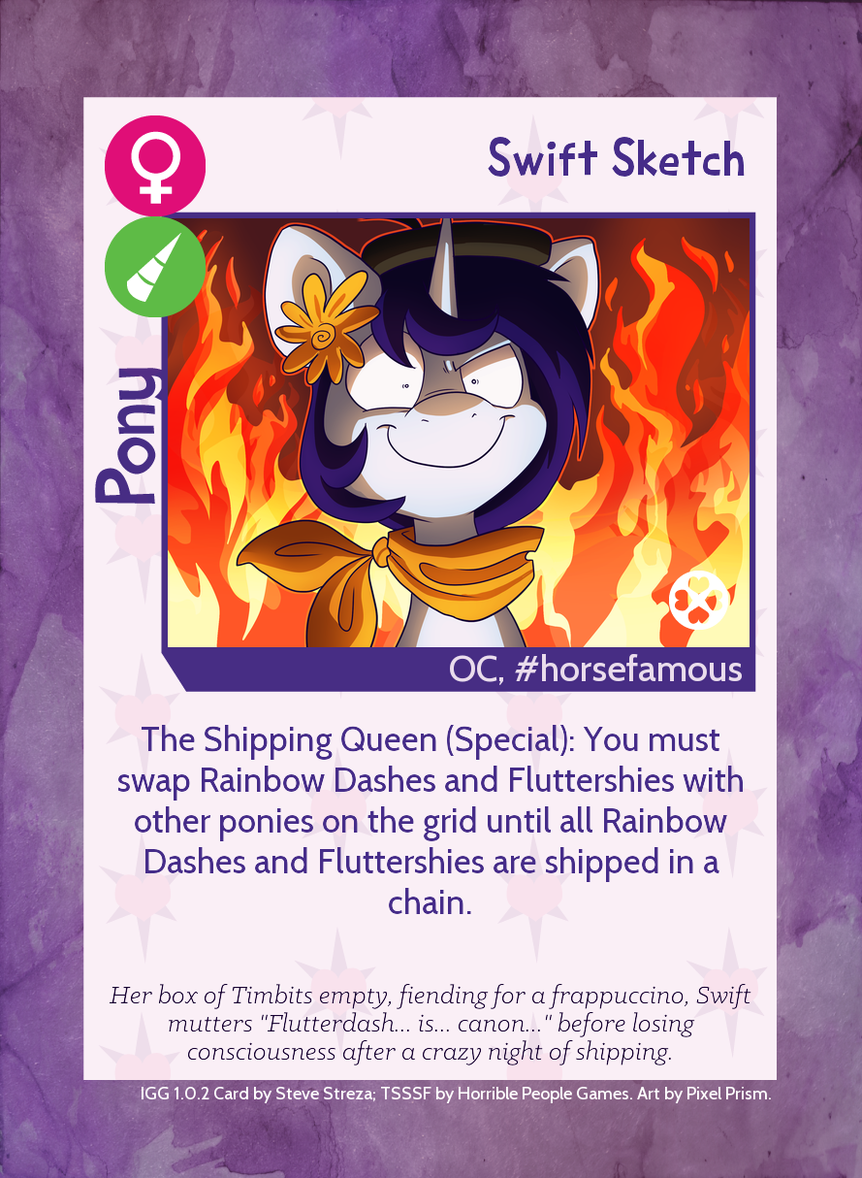 Swift Sketch
Pony
OC, #horsefamous
The Shipping Queen (Special): You must
swap Rainbow Dashes and Fluttershies with
other ponies on the grid until all Rainbow
Dashes and Fluttershies are shipped in a
chain.
Her box of Timbits empty, fiending for a frappuccino, Swift
mutters "Flutterdash... is... canon..." before losing
consciousness after a crazy night of shipping.
IGG 1.0.2 Card by Steve Streza; TSSSF by Horrible People Games. Art by Pixel Prism.